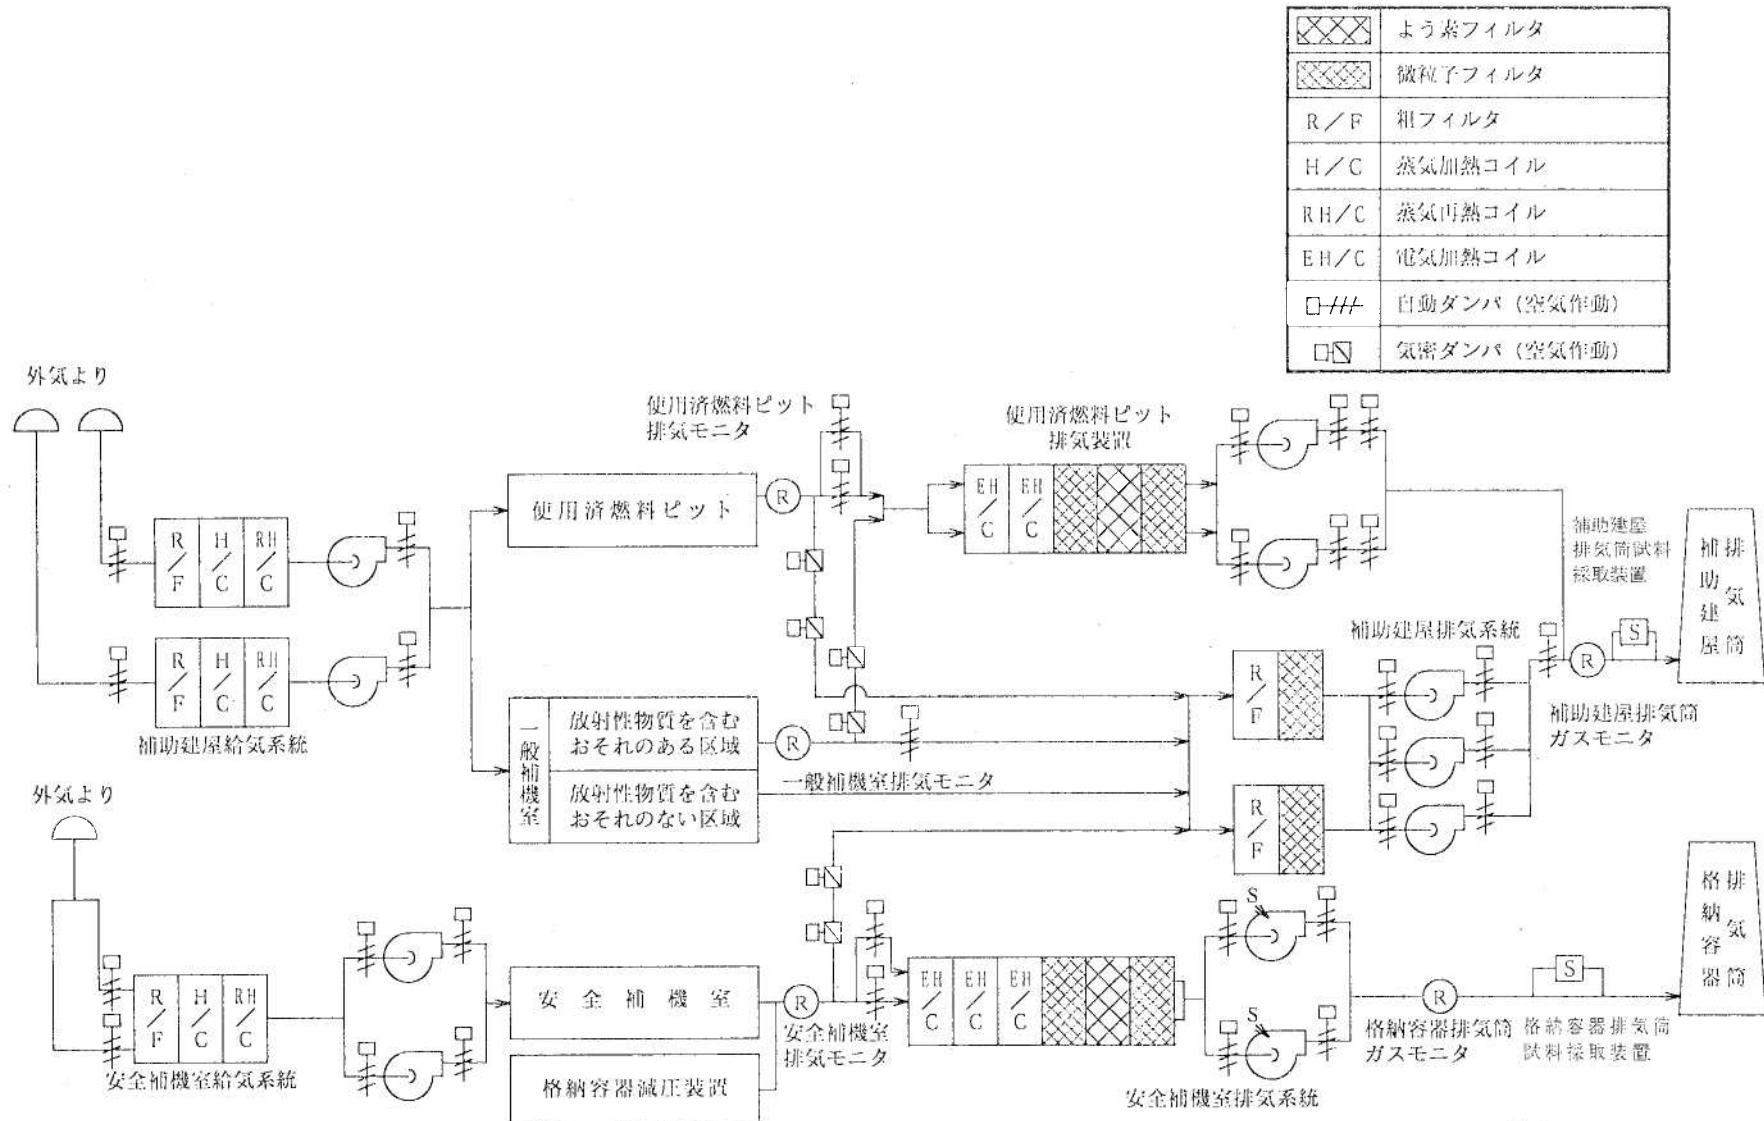 よう素フィルタ
微粒子フィルタ
R/F 粗フィルタ
H/C 蒸気加熱コイル
RH/C 蒸気再熱コイル
EH/C 電気加熱コイル
自動ダンパ(空気作動)
気密ダンパ(空気作動)
外気より
使用済燃料ピット
排気モニタ
使用済燃料ピット
排気装置
使用済燃料ピット
R
EH/C
EH/C
R/F
H/C
RH/C
R/F
H/C
RH/C
補助建屋給気系統
補助建屋
排気筒試料
採取装置
補助建屋
排気筒
補助建屋排気系統
S
R
R/F
補助建屋排気筒
ガスモニタ
一般補機室
放射性物質を含む
おそれのある区域
R
一般補機室排気モニタ
放射性物質を含む
おそれのない区域
R/F
外気より
R/F
H/C
RH/C
安全補機室給気系統
安全補機室
R
安全補機室
排気モニタ
格納容器減圧装置
EH/C
EH/C
EH/C
S
S
安全補機室排気系統
R
格納容器排気筒
ガスモニタ
S
格納容器排気筒
試料採取装置
格納容器
排気筒